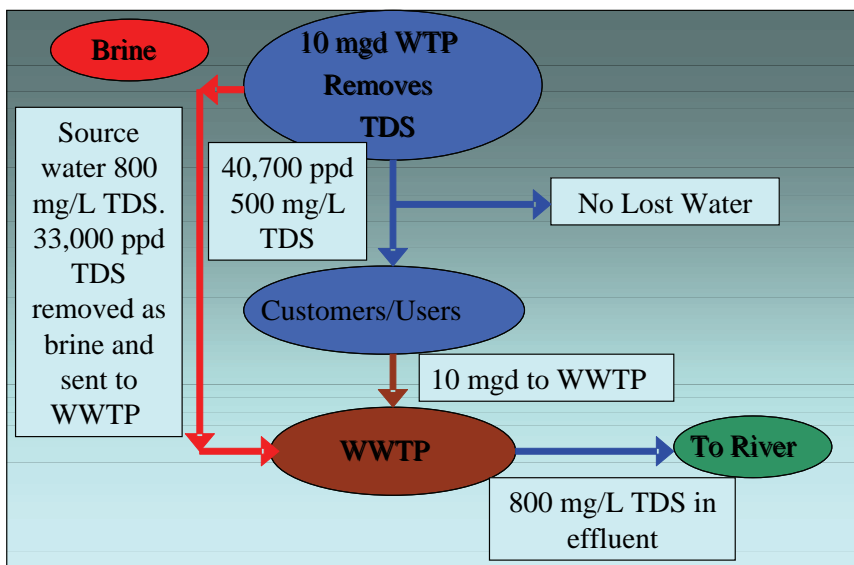 Brine
10 mgd WTP
Removes
TDS
Source
water 800
mg/L TDS.
33,000 ppd
TDS
removed as
brine and
sent to
WWTP
40,700 ppd
500 mg/L
TDS
No Lost Water
Customers/Users
10 mgd to WWTP
WWTP
To River
800 mg/L TDS in
effluent